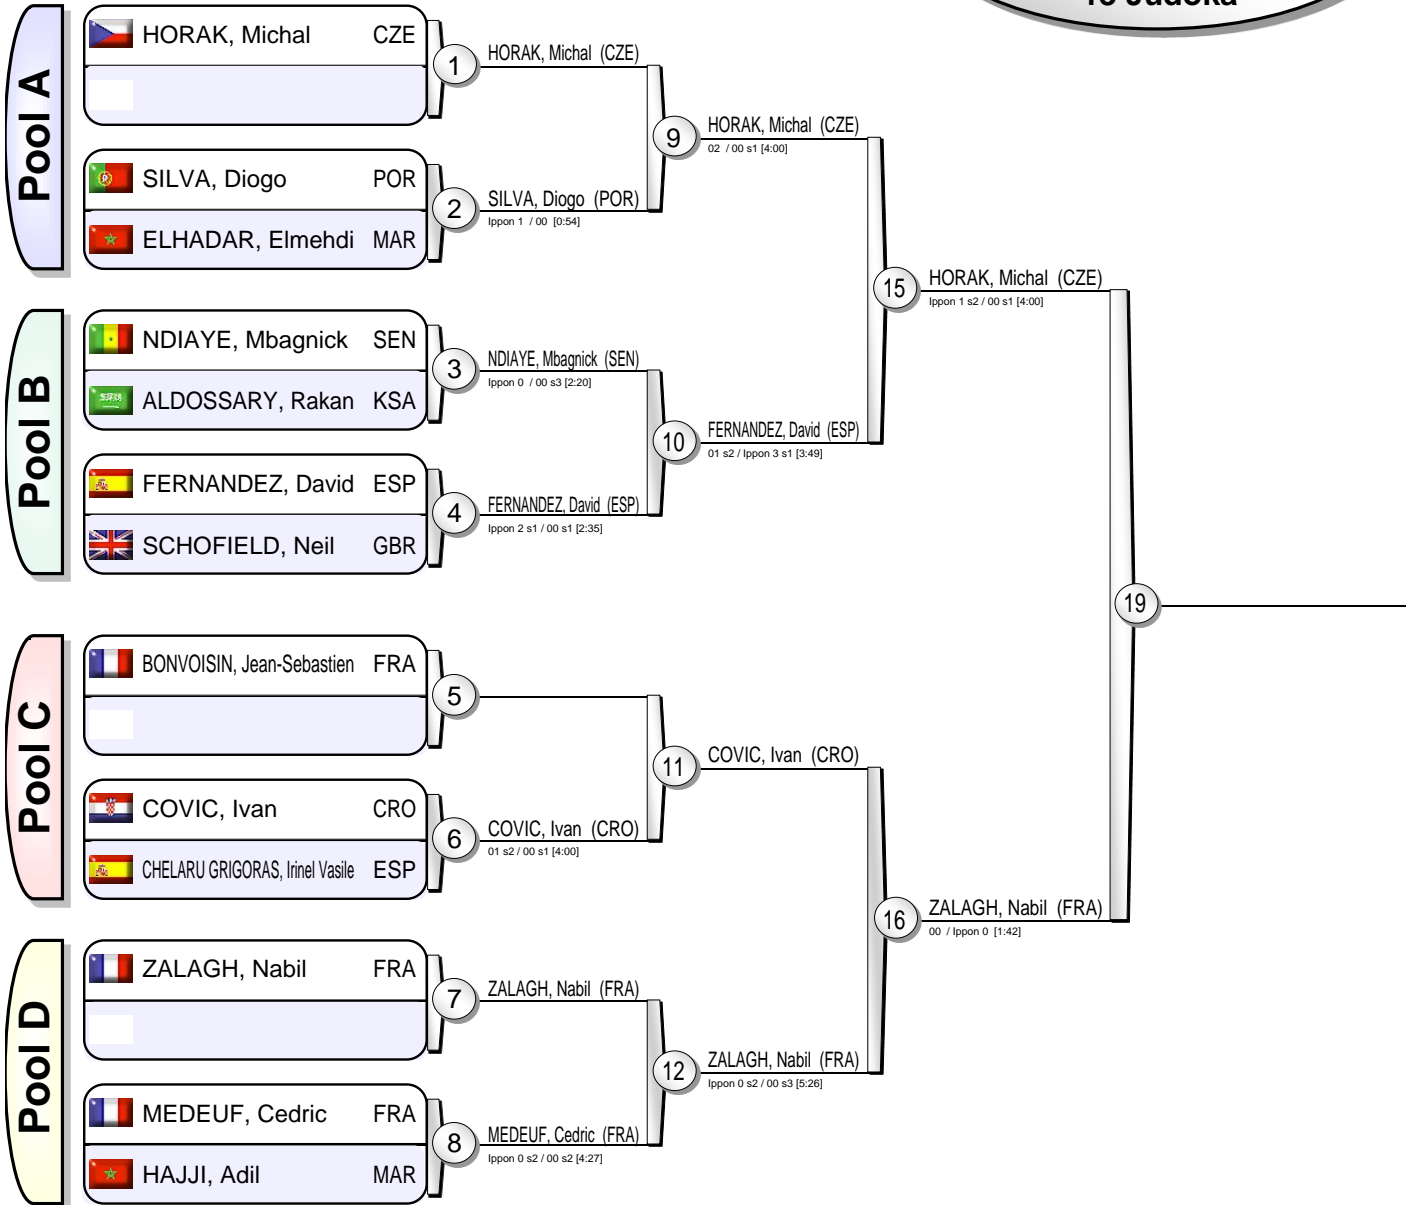 13 Judoka
Pool A
HORAK, Michal CZE
1
HORAK, Michal (CZE)
SILVA, Diogo POR
ELHADAR, Elmehdi MAR
2
SILVA, Diogo (POR)
Ippon 1 / 00 [0:54]
9
HORAK, Michal (CZE)
02 / 00 s1 [4:00]
Pool B
NDIAYE, Mbagnick SEN
ALDOSSARY, Rakan KSA
3
NDIAYE, Mbagnick (SEN)
Ippon 0 / 00 s3 [2:20]
FERNANDEZ, David ESP
SCHOFIELD, Neil GBR
4
FERNANDEZ, David (ESP)
Ippon 2 s1 / 00 s1 [2:35]
10
FERNANDEZ, David (ESP)
01 s2 / Ippon 3 s1 [3:49]
15
HORAK, Michal (CZE)
Ippon 1 s2 / 00 s1 [4:00]
Pool C
BONVOISIN, Jean-Sebastien FRA
5
COVIC, Ivan CRO
CHELARU GRIGORAS, Irinel Vasile ESP
6
COVIC, Ivan (CRO)
01 s2 / 00 s1 [4:00]
11
COVIC, Ivan (CRO)
Pool D
ZALAGH, Nabil FRA
7
ZALAGH, Nabil (FRA)
MEDEUF, Cedric FRA
HAJJI, Adil MAR
8
MEDEUF, Cedric (FRA)
Ippon 0 s2 / 00 s2 [4:27]
12
ZALAGH, Nabil (FRA)
Ippon 0 s2 / 00 s3 [5:26]
16
ZALAGH, Nabil (FRA)
00 / Ippon 0 [1:42]
19